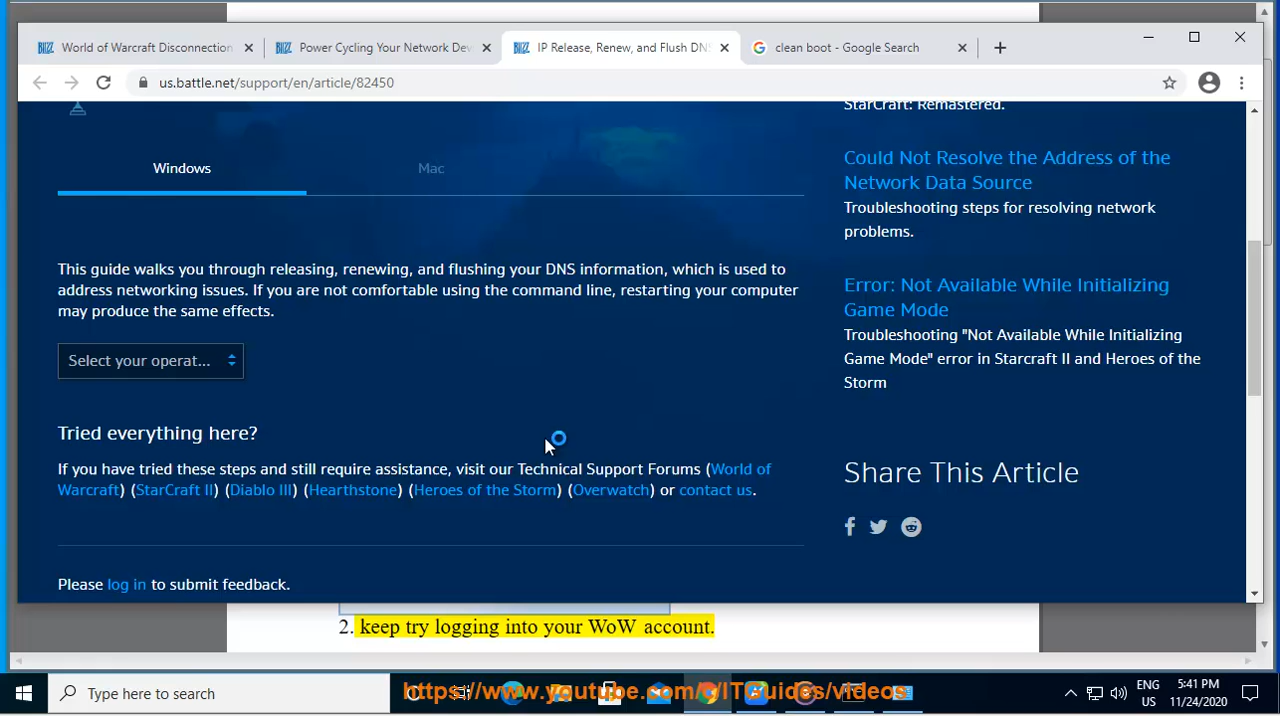 World of Warcraft Disconnection
Power Cycling Your Network Dev
IP Release, Renew, and Flush DNS
clean boot - Google Search
us.battle.net/support/en/article/82450
StarCraft: Remastered.
Windows
Mac
Could Not Resolve the Address of the
Network Data Source
Troubleshooting steps for resolving network
problems.
This guide walks you through releasing, renewing, and flushing your DNS information, which is used to
address networking issues. If you are not comfortable using the command line, restarting your computer
may produce the same effects.
Error: Not Available While Initializing
Game Mode
Troubleshooting "Not Available While Initializing
Game Mode" error in Starcraft II and Heroes of the
Storm
Select your operat...
Tried everything here?
If you have tried these steps and still require assistance, visit our Technical Support Forums (World of
Warcraft) (StarCraft II) (Diablo III) (Hearthstone) (Heroes of the Storm) (Overwatch) or contact us.
Share This Article
Please log in to submit feedback.
2. keep try logging into your WoW account.
Type here to search
ENG
US
5:41 PM
11/24/2020